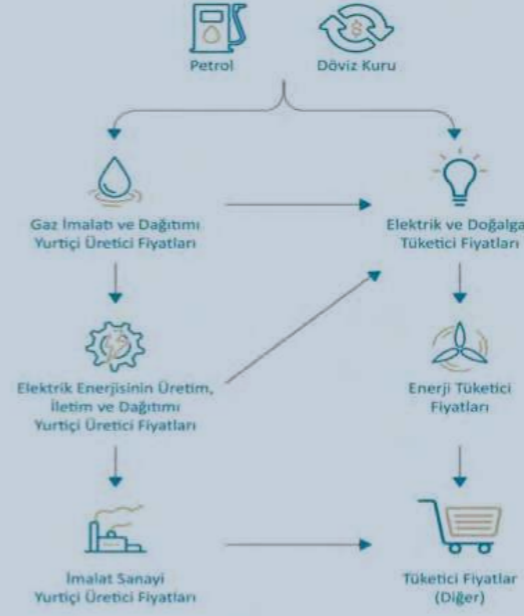 Petrol
Döviz Kuru
Gaz İmalatı ve Dağıtımı
Yurtiçi Üretici Fiyatları
Elektrik ve Doğalga
Tüketici Fiyatları
Elektrik Enerjisinin Üretim,
İletim ve Dağıtımı
Yurtiçi Üretici Fiyatları
Enerji Tüketici
Fiyatları
İmalat Sanayi
Yurtiçi Üretici Fiyatları
Tüketici Fiyatlar
(Diğer)